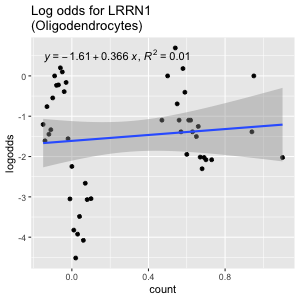 Log odds for LRRN1
(Oligodendrocytes)
y = −1.61 + 0.366 x, R² = 0.01
logodds
0
-1
-2
-3
-4
0.0 0.4 0.8
count